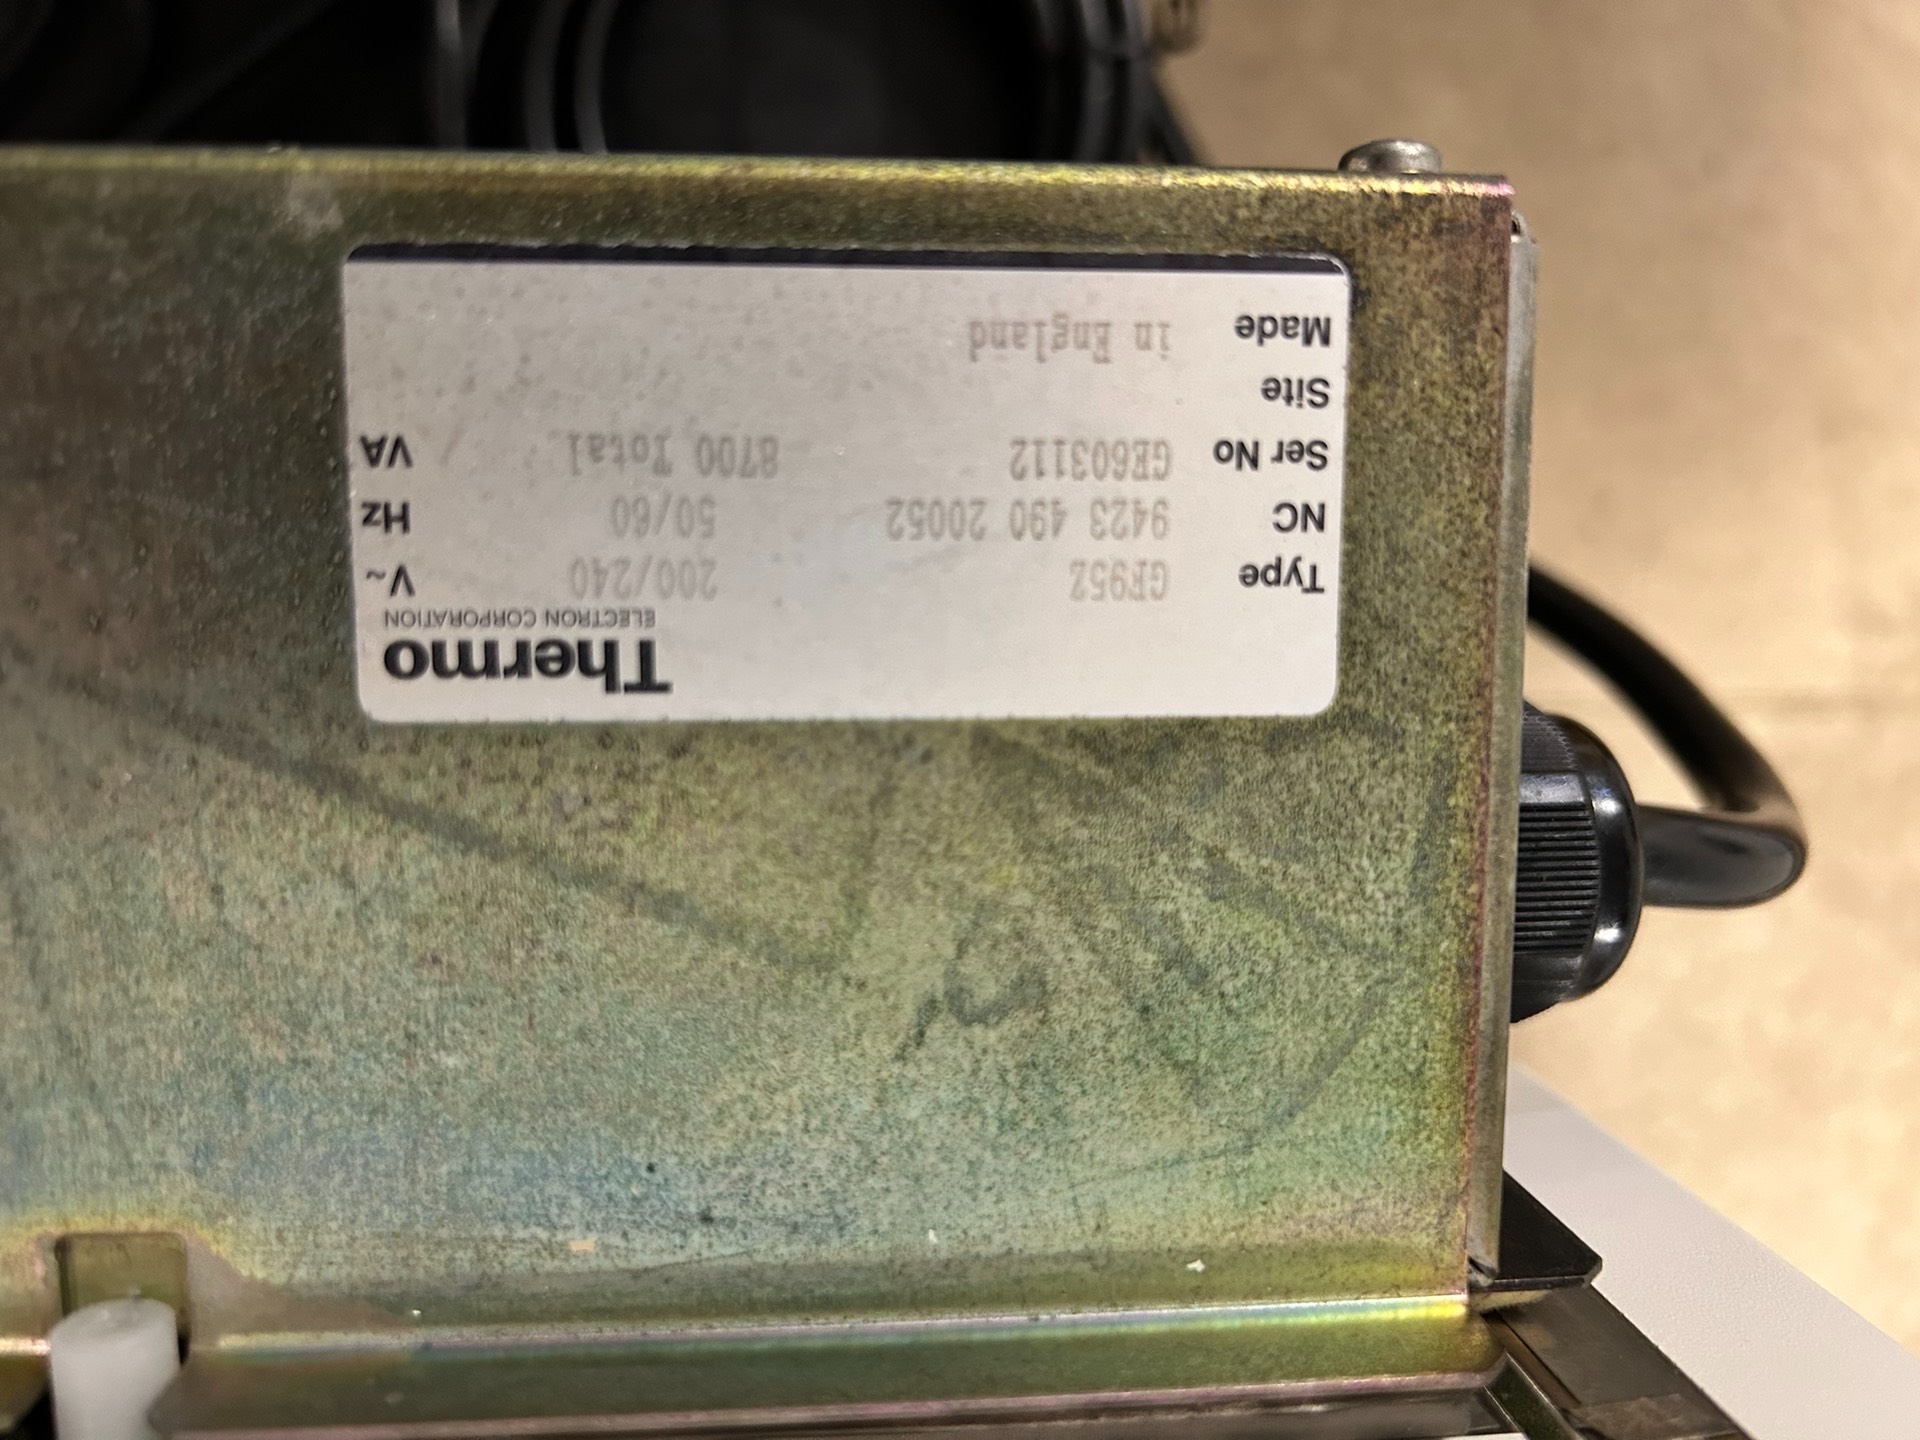 Thermo
ELECTRON CORPORATION
Type GF95Z 200/240 V~
NC 9423 490 20052 50/60 Hz
Ser No GE603112 8700 Total. VA
Site
Made in England